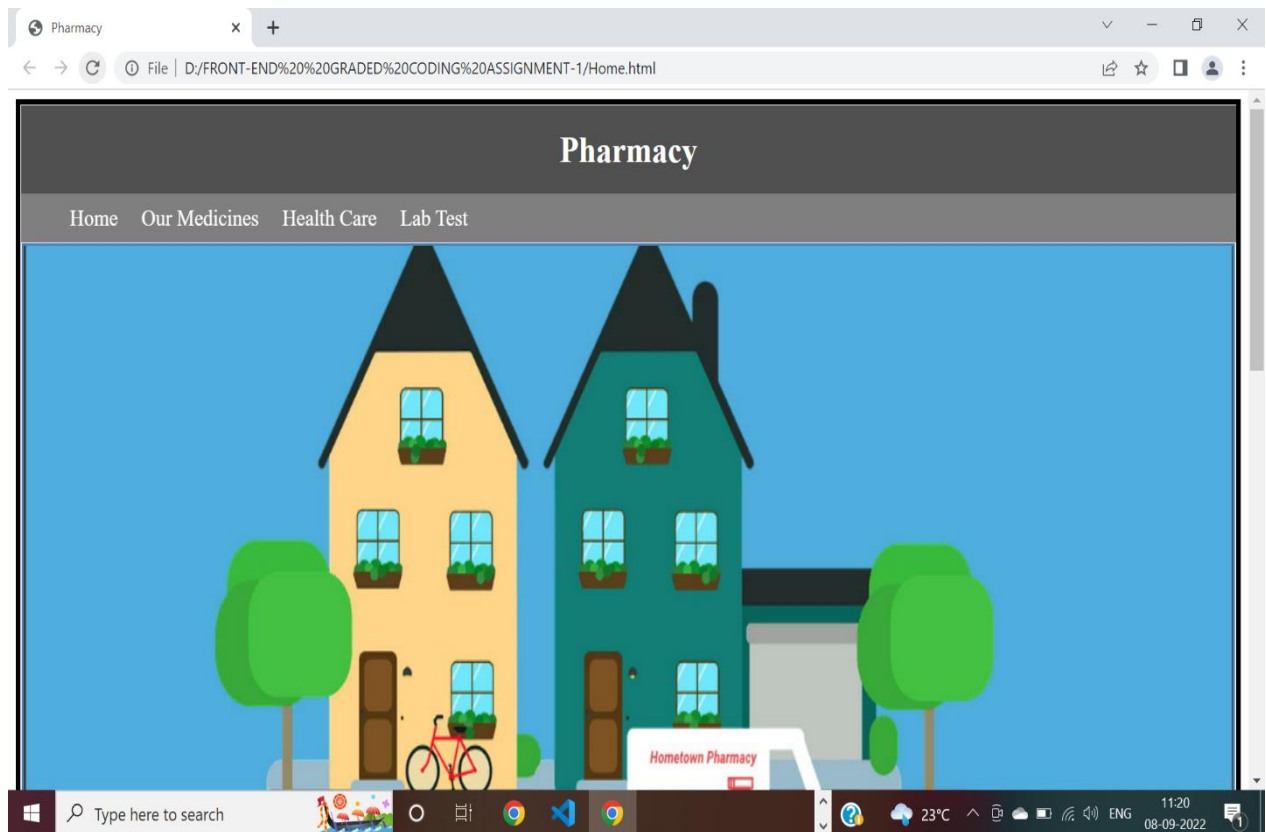 Pharmacy
File | D:/FRONT-END%20%20GRADED%20CODING%20ASSIGNMENT-1/Home.html
Pharmacy
Home Our Medicines Health Care Lab Test
Hometown Pharmacy
Type here to search
23°C ENG 11:20
08-09-2022
1